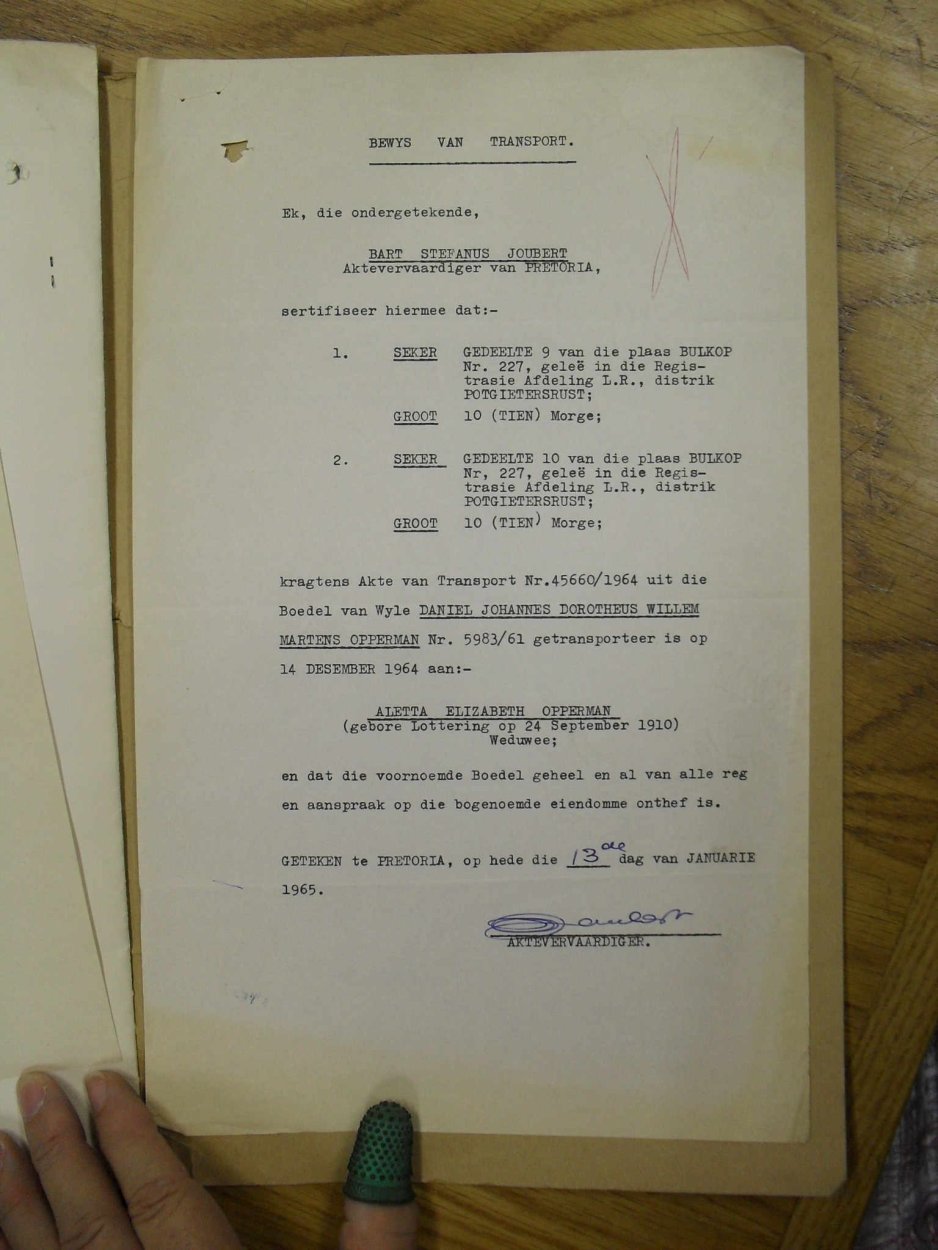 BEWYS VAN TRANSPORT.
Ek, die ondergetekende,
BART STEFANUS JOUBERT
Aktevervaardiger van PRETORIA,
sertifiseer hiermee dat:-
1. SEKER GEDEELTE 9 van die plaas BULKOP
Nr. 227, geleë in die Regis-
trasie Afdeling L.R., distrik
POTGIETERSRUST;
GROOT 10 (TIEN) Morge;
2. SEKER GEDEELTE 10 van die plaas BULKOP
Nr, 227, geleë in die Regis-
trasie Afdeling L.R., distrik
POTGIETERSRUST;
GROOT 10 (TIEN) Morge;
kragtens Akte van Transport Nr.45660/1964 uit die
Boedel van Wyle DANIEL JOHANNES DOROTHEUS WILLEM
MARTENS OPPERMAN Nr. 5983/61 getransporteer is op
14 DESEMBER 1964 aan:-
ALETTA ELIZABETH OPPERMAN
(gebore Lottering op 24 September 1910)
Weduwee;
en dat die voornoemde Boedel geheel en al van alle reg
en aanspraak op die bogenoemde eiendomme onthef is.
GETEKEN te PRETORIA, op hede die 13de dag van JANUARIE
1965.
AKTEVERVAARDIGER.